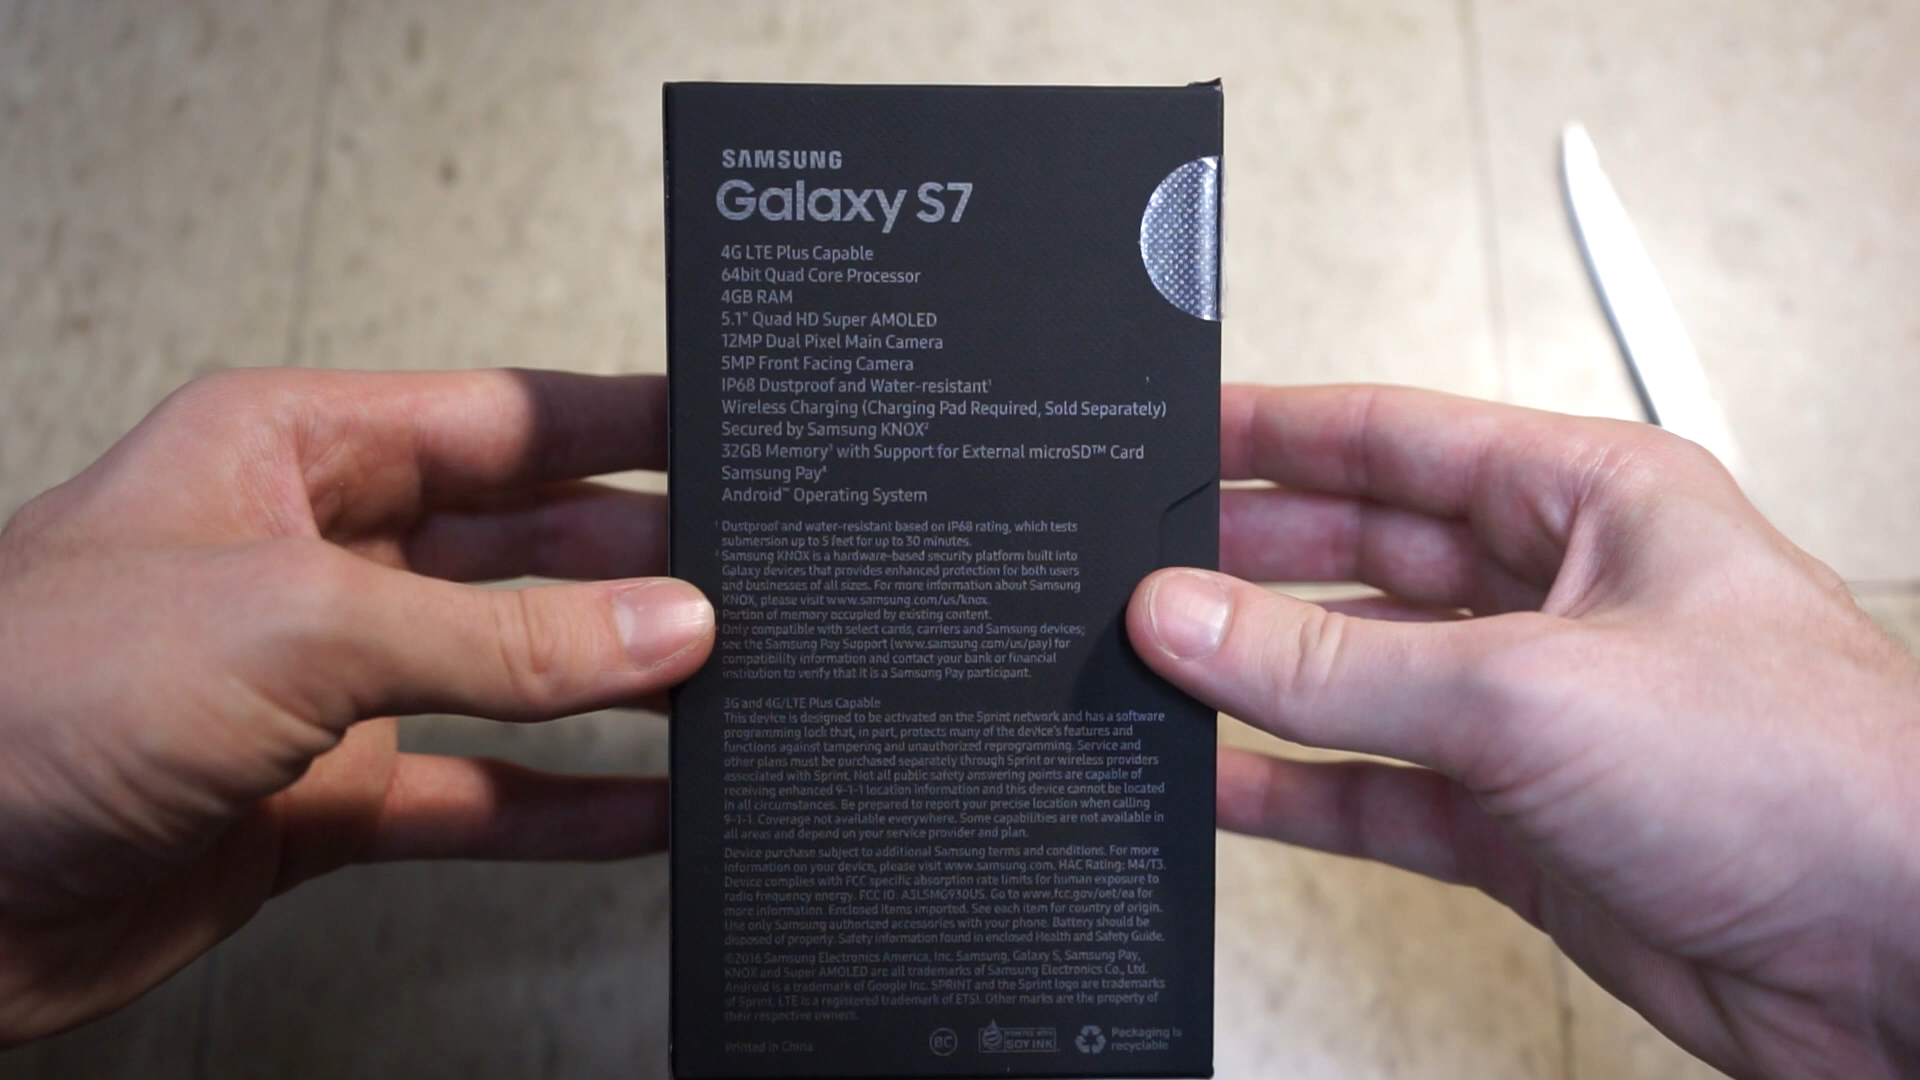 SAMSUNG
Galaxy S7
4G LTE Plus Capable
64bit Quad Core Processor
4GB RAM
5.1" Quad HD Super AMOLED
12MP Dual Pixel Main Camera
5MP Front Facing Camera
IP68 Dustproof and Water-resistant¹
Wireless Charging (Charging Pad Required, Sold Separately)
Secured by Samsung KNOX²
32GB Memory³ with Support for External microSD™ Card
Samsung Pay⁴
Android™ Operating System
¹ Dustproof and water-resistant based on IP68 rating, which tests
submersion up to 5 feet for up to 30 minutes.
² Samsung KNOX is a hardware-based security platform built into
Galaxy devices that provides enhanced protection for both users
and businesses of all sizes. For more information about Samsung
KNOX, please visit www.samsung.com/us/knox.
Portion of memory occupied by existing content.
Only compatible with select cards, carriers and Samsung devices;
see the Samsung Pay Support (www.samsung.com/us/pay) for
compatibility information and contact your bank or financial
institution to verify that it is a Samsung Pay participant.
3G and 4G/LTE Plus Capable
This device is designed to be activated on the Sprint network and has a software
programming lock that, in part, protects many of the device's features and
functions against tampering and unauthorized reprogramming. Service and
other plans must be purchased separately through Sprint or wireless providers
associated with Sprint. Not all public safety answering points are capable of
receiving enhanced 9-1-1 location information and this device cannot be located
in all circumstances. Be prepared to report your precise location when calling
9-1-1. Coverage not available everywhere. Some capabilities are not available in
all areas and depend on your service provider and plan.
Device purchase subject to additional Samsung terms and conditions. For more
information on your device, please visit www.samsung.com. HAC Rating: M4/T3.
Device complies with FCC specific absorption rate limits for human exposure to
radio frequency energy. FCC ID: A3LSMG930US. Go to www.fcc.gov/oet/ea for
more information. Enclosed items imported. See each item for country of origin.
Use only Samsung authorized accessories with your phone. Battery should be
disposed of properly. Safety information found in enclosed Health and Safety Guide.
©2016 Samsung Electronics America, Inc. Samsung, Galaxy S, Samsung Pay,
KNOX and Super AMOLED are all trademarks of Samsung Electronics Co., Ltd.
Android is a trademark of Google Inc. SPRINT and the Sprint logo are trademarks
of Sprint. LTE is a registered trademark of ETSI. Other marks are the property of
their respective owners.
Printed in China
BC
PRINTED WITH
SOY INK
Packaging is
recyclable